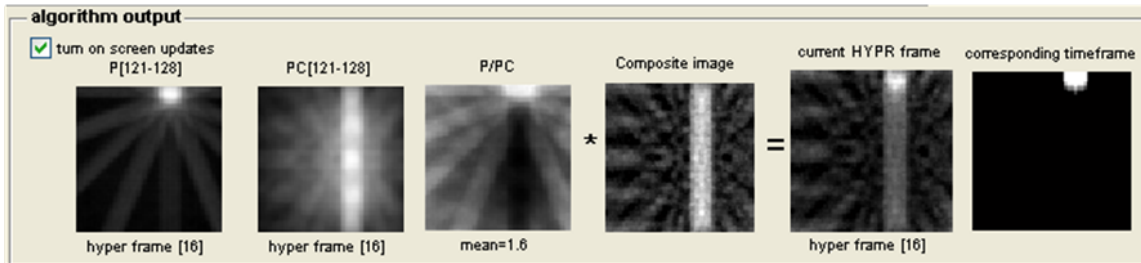 algorithm output
turn on screen updates
P[121-128]
PC[121-128]
P/PC
Composite image
current HYPR frame
corresponding timeframe
*
=
hyper frame [16]
hyper frame [16]
mean=1.6
hyper frame [16]